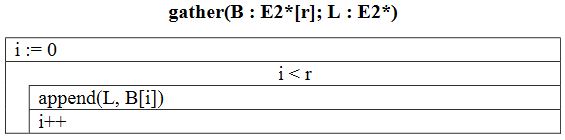 gather(B : E2*[r]; L : E2*)
i := 0
i < r
append(L, B[i])
i++